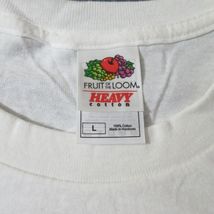 FRUIT OF THE LOOM
HEAVY
cotton
L
100% Cotton
Made in Honduras